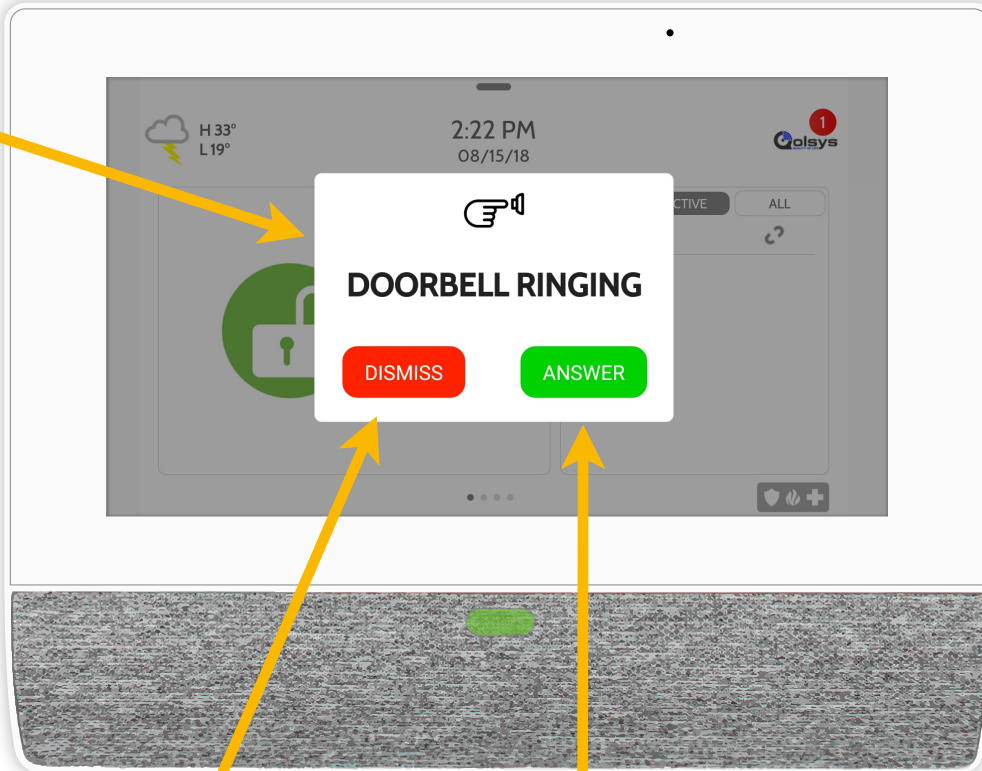 H 33°
L 19°
2:22 PM
08/15/18
1
Qolsys
CTIVE
ALL
DOORBELL RINGING
DISMISS
ANSWER